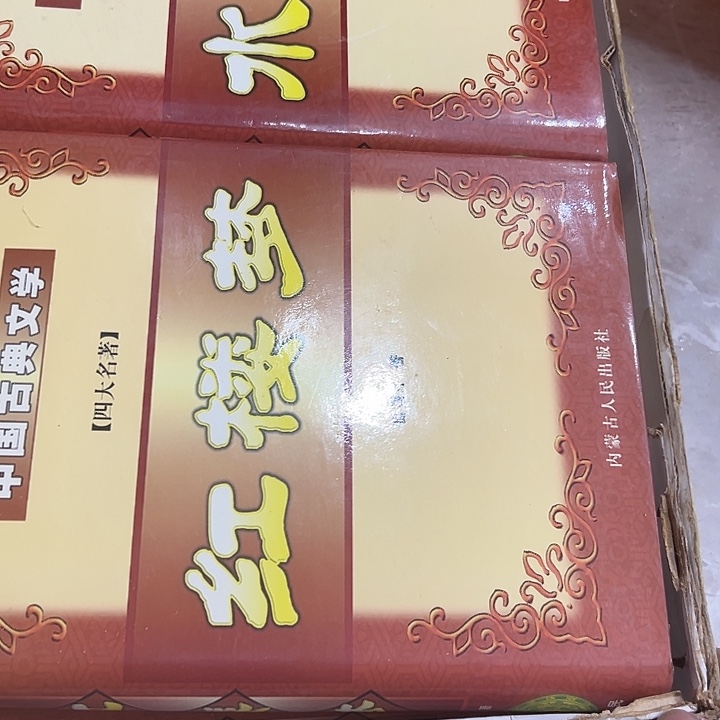 水
中国古典文学
【四大名著】
红楼梦
内蒙古人民出版社